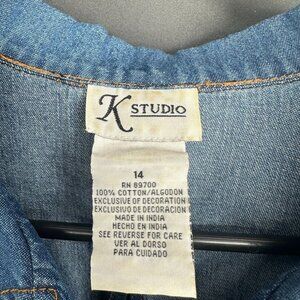 K STUDIO
14
RN 89700
100% COTTON/ALGODON
EXCLUSIVE OF DECORATION
EXCLUSIVO DE DECORACION
MADE IN INDIA
HECHO EN INDIA
SEE REVERSE FOR CARE
VER AL DORSO
PARA CUIDADO